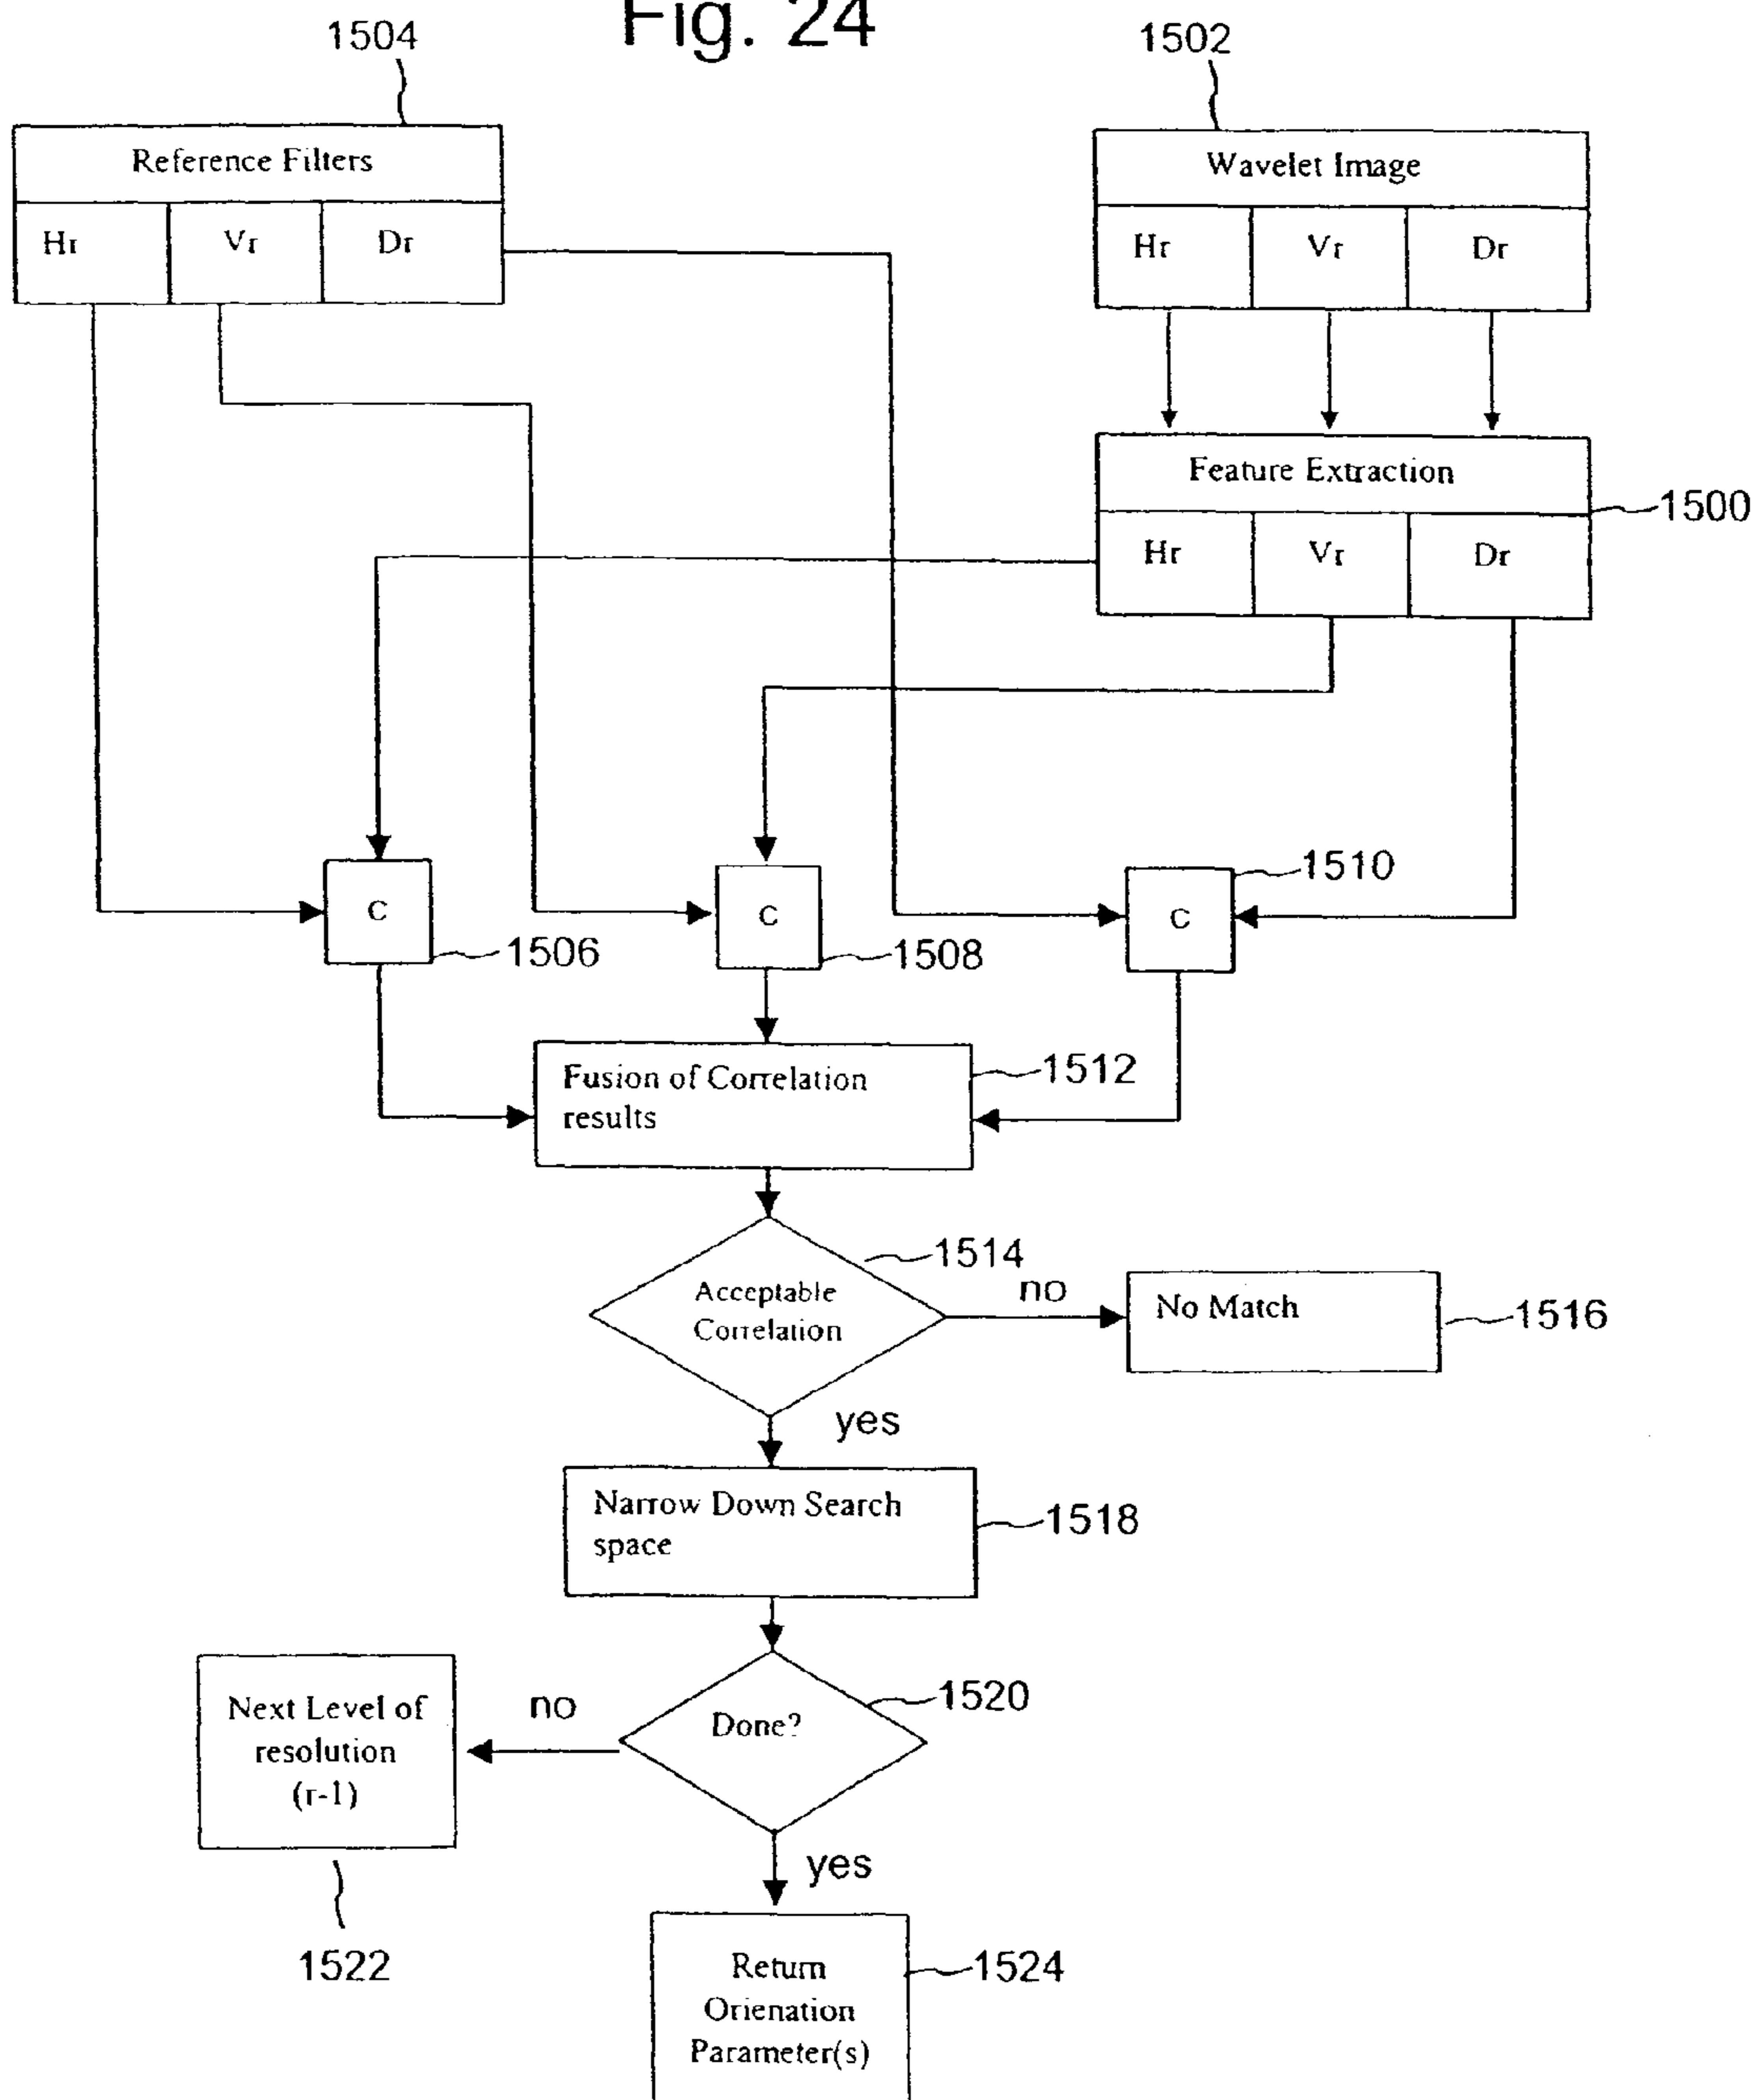 Fig. 24
1504
1502
Reference Filters
Hr
Vr
Dr
Wavelet Image
Hr
Vr
Dr
Feature Extraction
1500
Hr
Vr
Dr
C
1506
C
1508
C
1510
Fusion of Correlation
results
1512
Acceptable
Correlation
1514
no
No Match
1516
yes
Narrow Down Search
space
1518
Done?
1520
no
Next Level of
resolution
(r-1)
1522
yes
Return
Orienation
Parameter(s)
1524